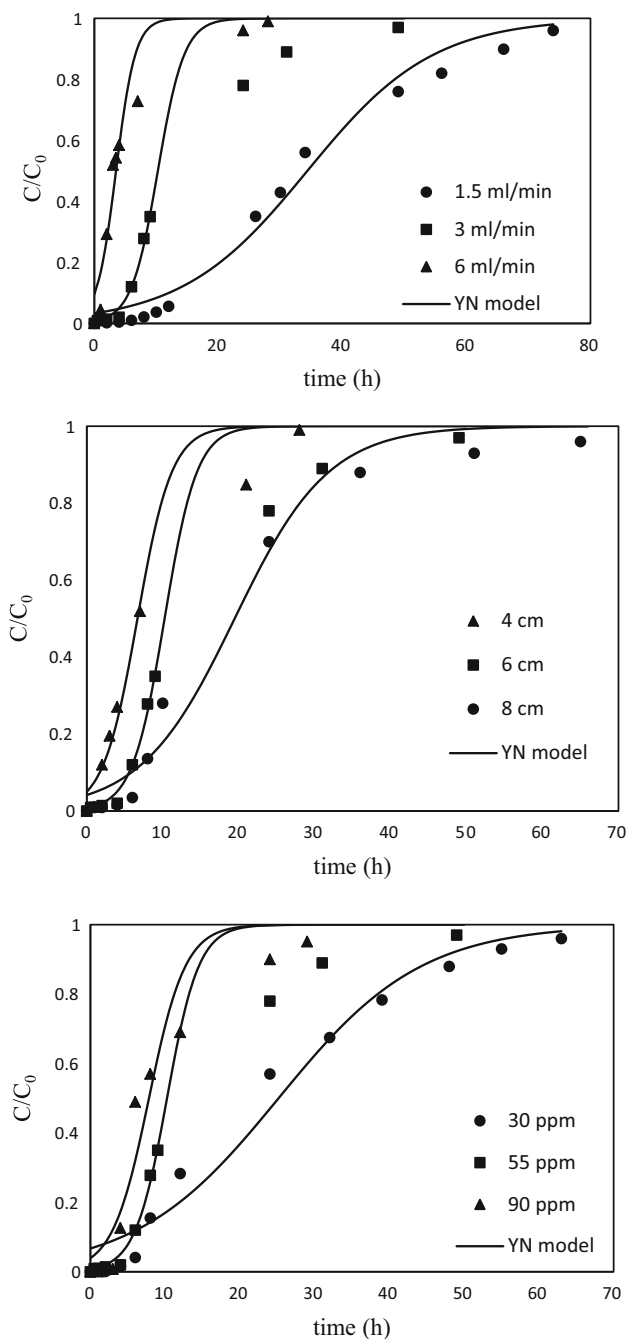 1
0.8
0.6
0.4
0.2
0
C/C0
1.5 ml/min
3 ml/min
6 ml/min
YN model
0 20 40 60 80
time (h)
1
0.8
0.6
0.4
0.2
0
C/C0
4 cm
6 cm
8 cm
YN model
0 10 20 30 40 50 60 70
time (h)
1
0.8
0.6
0.4
0.2
0
C/C0
30 ppm
55 ppm
90 ppm
YN model
0 10 20 30 40 50 60 70
time (h)